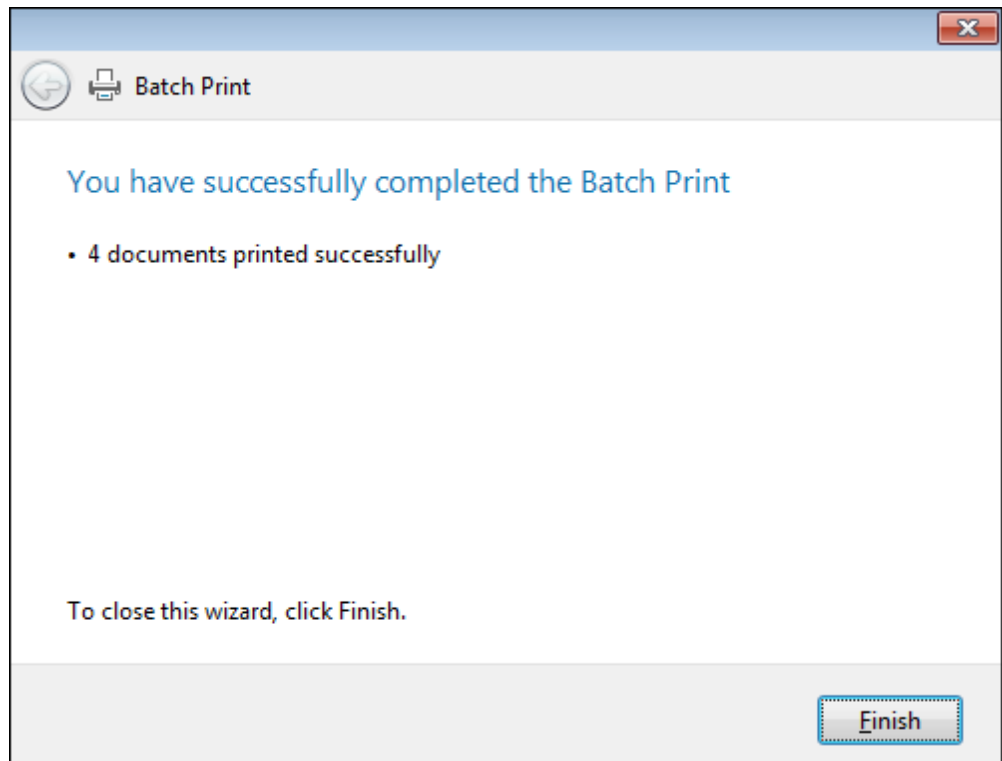 Batch Print
You have successfully completed the Batch Print
• 4 documents printed successfully
To close this wizard, click Finish.
Finish